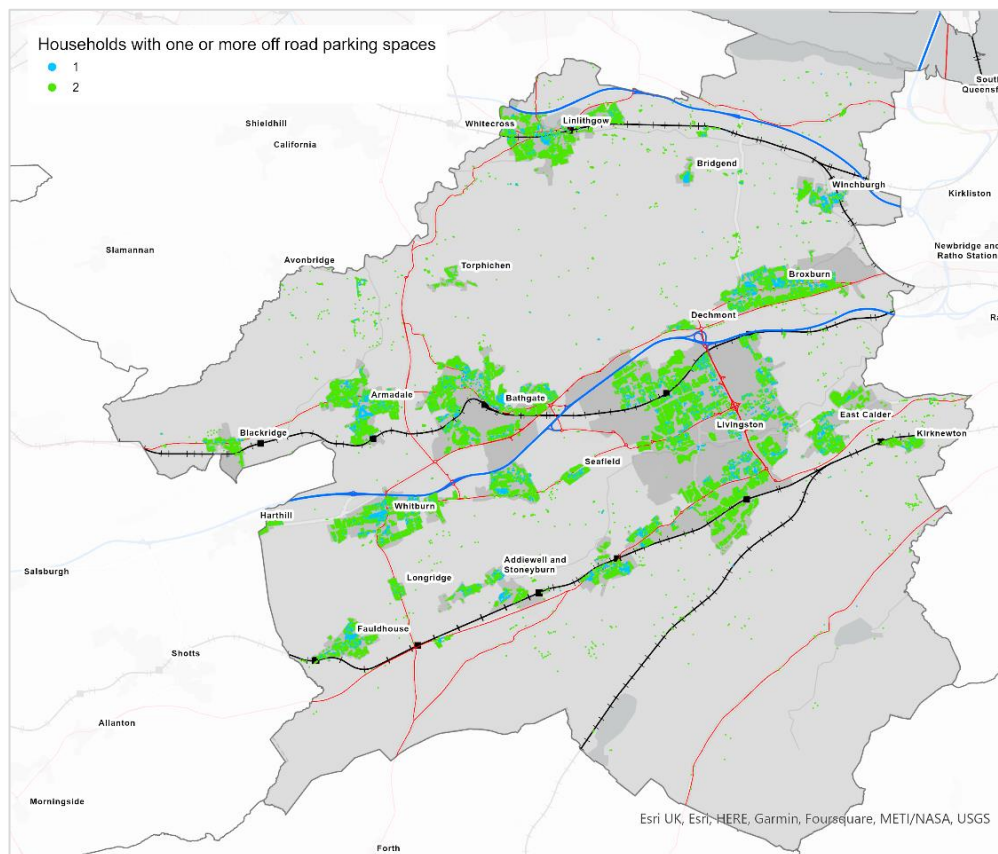 Households with one or more off road parking spaces
1
2
South
Queensf
Whitecross
Linlithgow
Shieldhill
California
Bridgend
Winchburgh
Kirkliston
Slamannan
Avonbridge
Torphichen
Newbridge and
Ratho Station
Broxburn
Dechmont
Ra
Armadale
Bathgate
Livingston
East Calder
Blackridge
Kirknewton
Seafield
Harthill
Whitburn
Salsburgh
Addiewell and
Stoneyburn
Longridge
Fauldhouse
Shotts
Allanton
Morningside
Forth
Esri UK, Esri, HERE, Garmin, Foursquare, METI/NASA, USGS